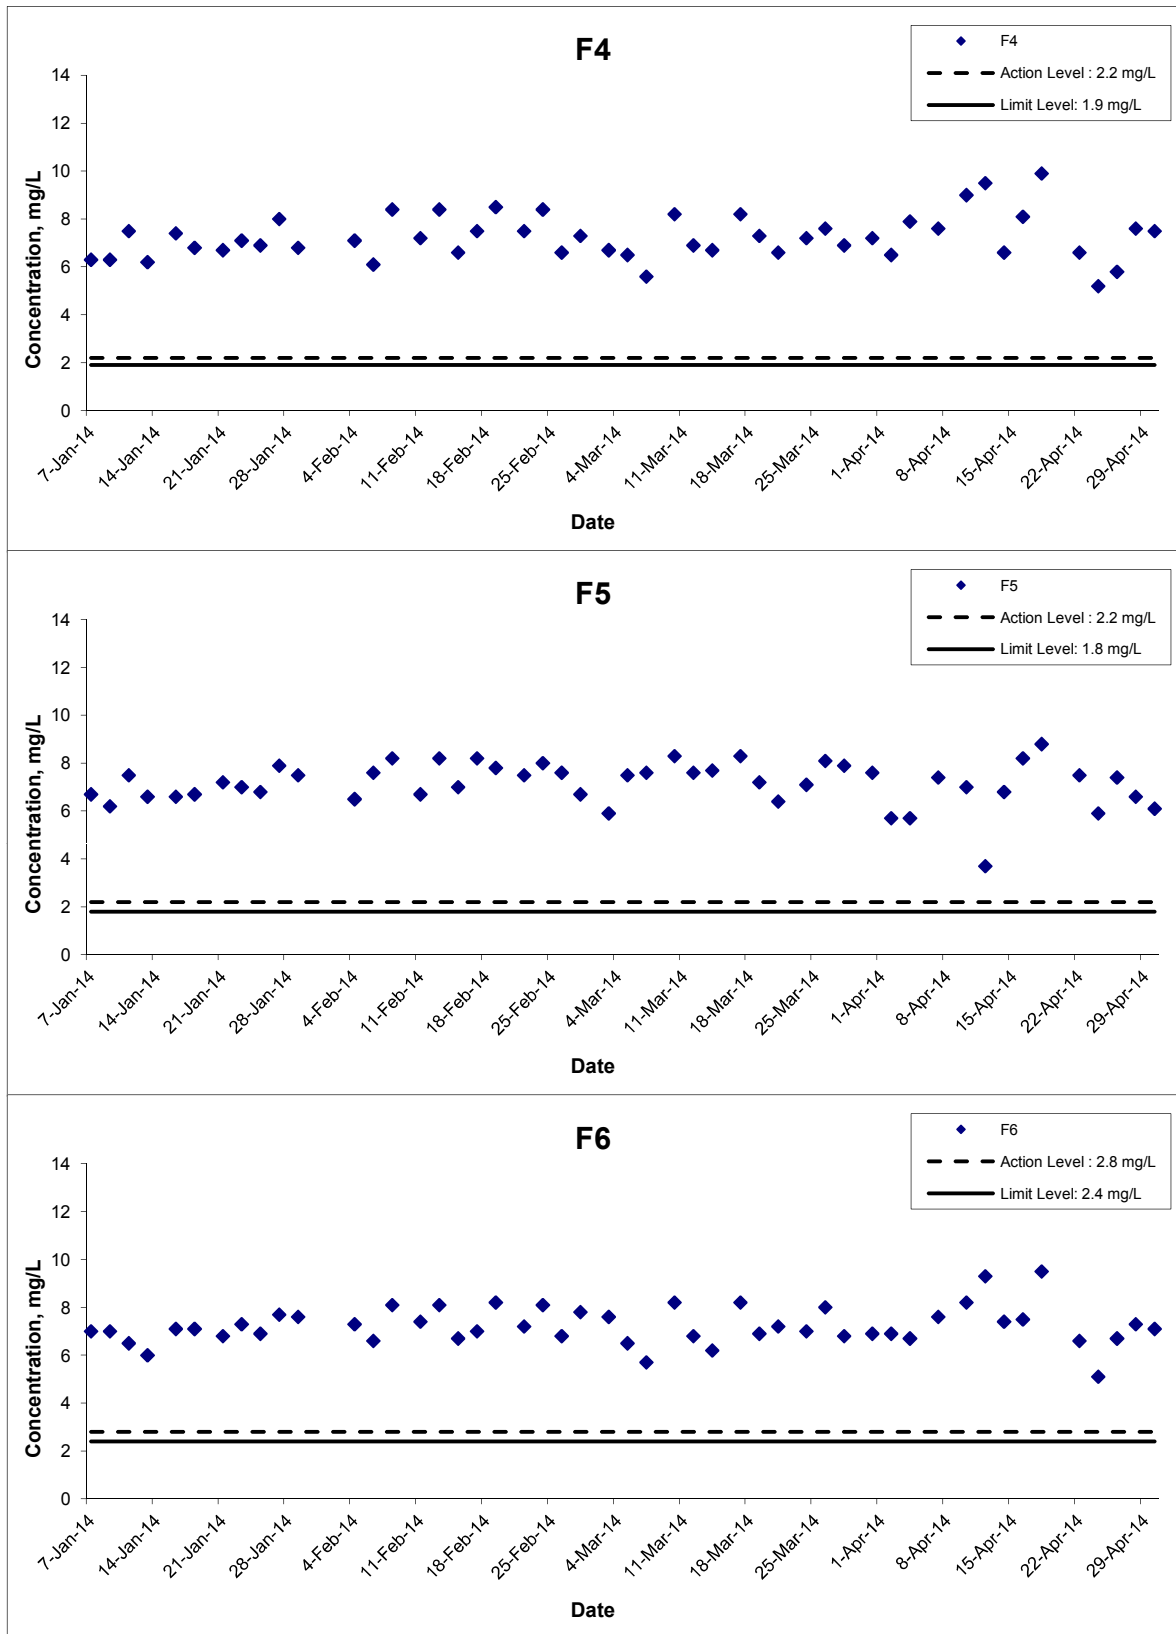 F4
F4
Action Level : 2.2 mg/L
Limit Level: 1.9 mg/L
Concentration, mg/L
14
12
10
8
6
4
2
0
7-Jan-14
14-Jan-14
21-Jan-14
28-Jan-14
4-Feb-14
11-Feb-14
18-Feb-14
25-Feb-14
4-Mar-14
11-Mar-14
18-Mar-14
25-Mar-14
1-Apr-14
8-Apr-14
15-Apr-14
22-Apr-14
29-Apr-14
Date
F5
F5
Action Level : 2.2 mg/L
Limit Level: 1.8 mg/L
Concentration, mg/L
14
12
10
8
6
4
2
0
7-Jan-14
14-Jan-14
21-Jan-14
28-Jan-14
4-Feb-14
11-Feb-14
18-Feb-14
25-Feb-14
4-Mar-14
11-Mar-14
18-Mar-14
25-Mar-14
1-Apr-14
8-Apr-14
15-Apr-14
22-Apr-14
29-Apr-14
Date
F6
F6
Action Level : 2.8 mg/L
Limit Level: 2.4 mg/L
Concentration, mg/L
14
12
10
8
6
4
2
0
7-Jan-14
14-Jan-14
21-Jan-14
28-Jan-14
4-Feb-14
11-Feb-14
18-Feb-14
25-Feb-14
4-Mar-14
11-Mar-14
18-Mar-14
25-Mar-14
1-Apr-14
8-Apr-14
15-Apr-14
22-Apr-14
29-Apr-14
Date